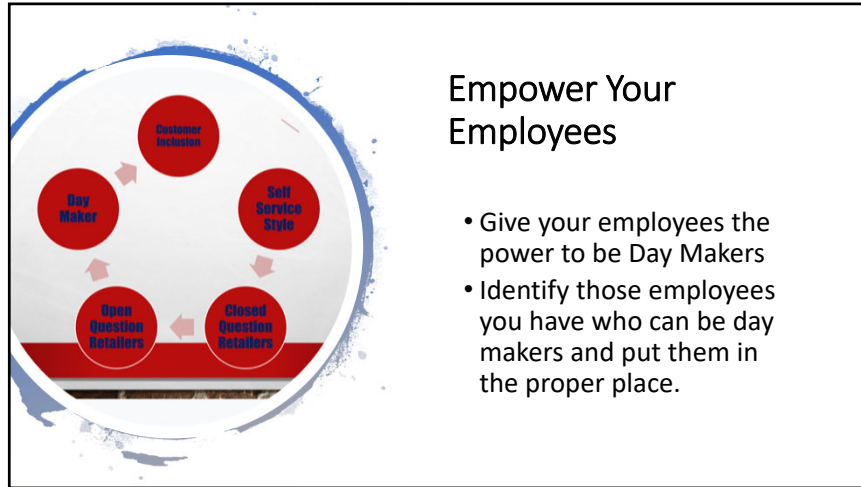 Empower Your
Employees
• Give your employees the
power to be Day Makers
• Identify those employees
you have who can be day
makers and put them in
the proper place.
Customer
Inclusion
Self
Service
Style
Closed
Question
Retailers
Open
Question
Retailers
Day
Maker